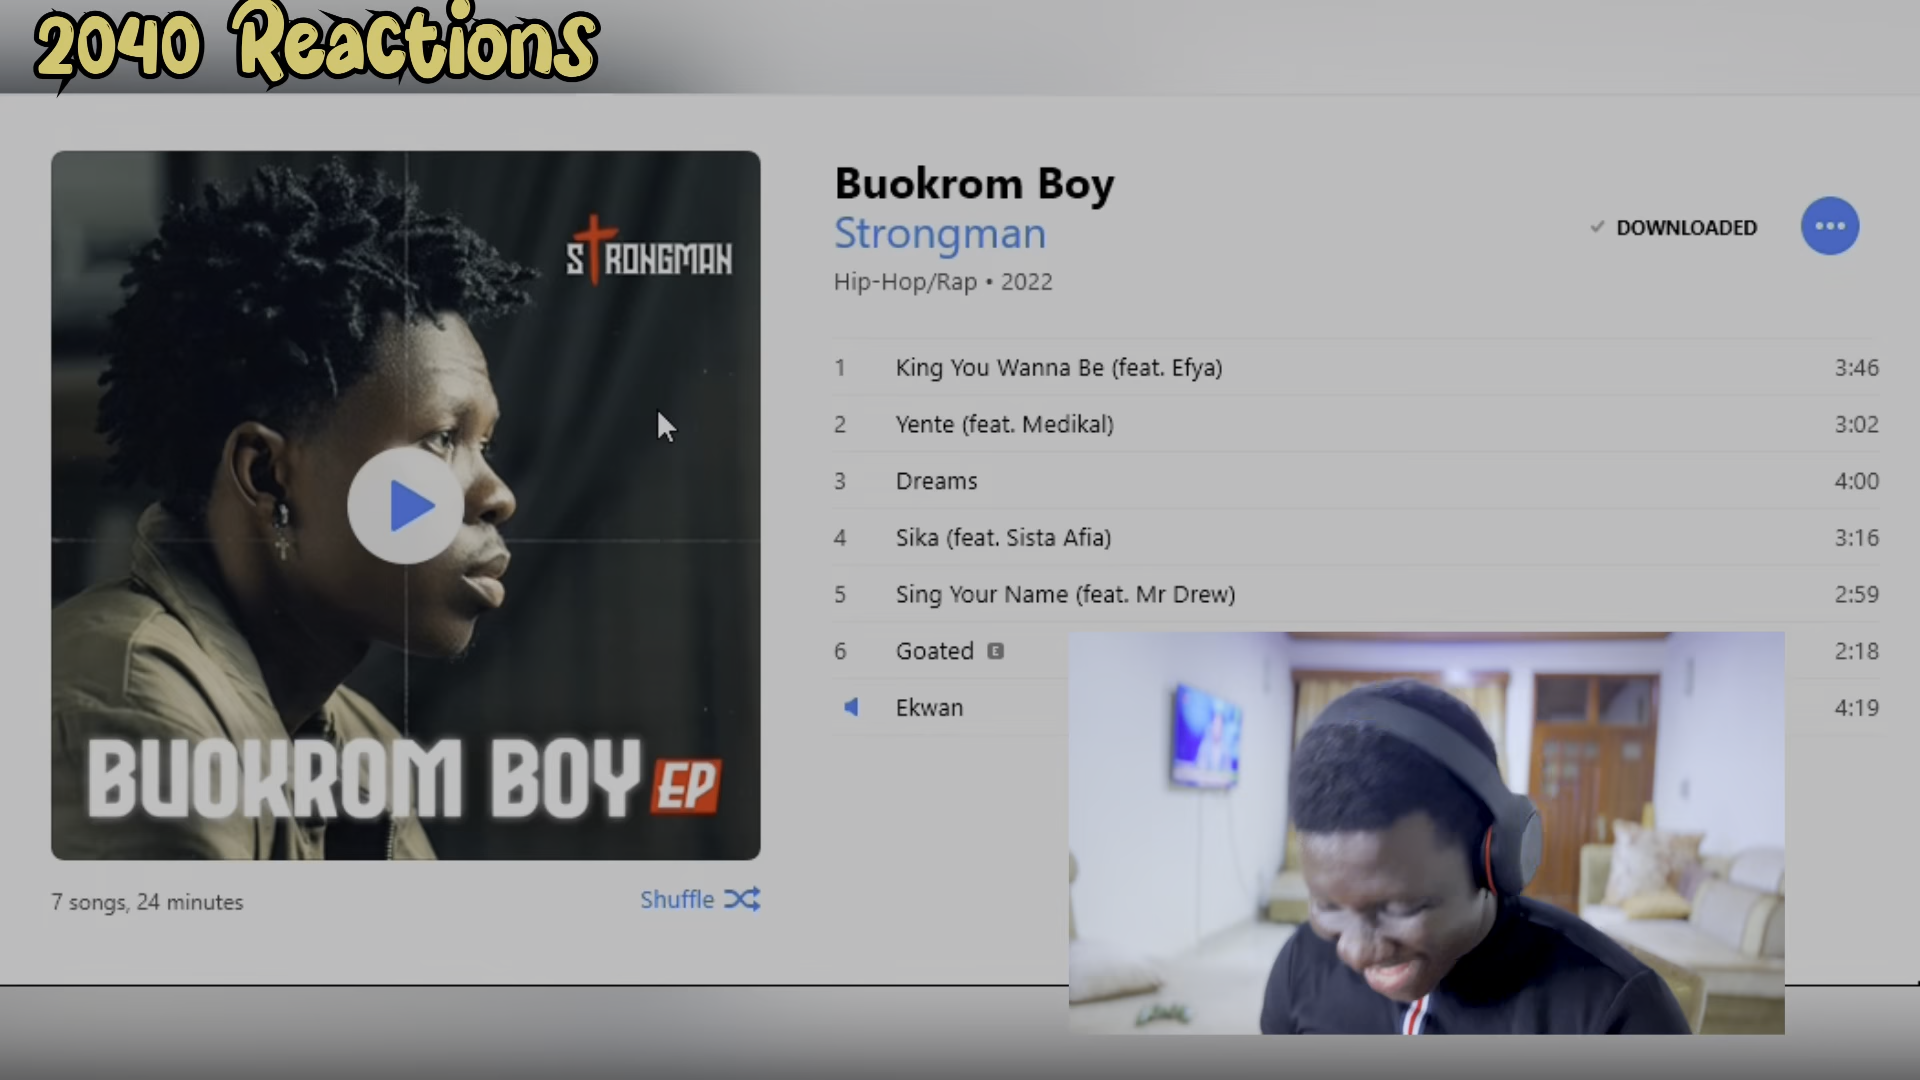 2040 Reactions
STRONGMAN
BUOKROM BOY EP
7 songs, 24 minutes
Shuffle
Buokrom Boy
Strongman
Hip-Hop/Rap • 2022
✓ DOWNLOADED
1 King You Wanna Be (feat. Efya) 3:46
2 Yente (feat. Medikal) 3:02
3 Dreams 4:00
4 Sika (feat. Sista Afia) 3:16
5 Sing Your Name (feat. Mr Drew) 2:59
6 Goated E 2:18
Ekwan 4:19